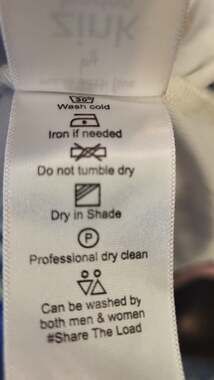 zink
30°
Wash cold
Iron if needed
Do not tumble dry
Dry in Shade
P
Professional dry clean
Can be washed by
both men & women
#Share The Load